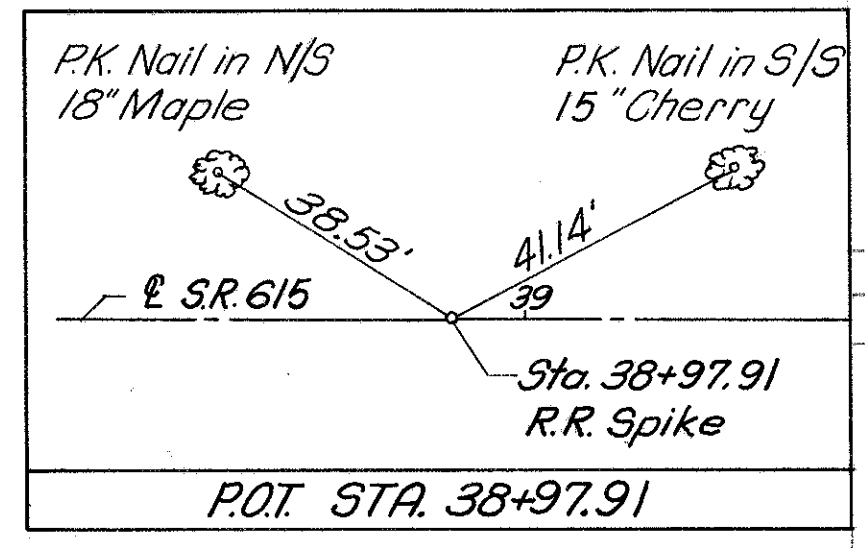 P.K. Nail in N/S
18" Maple
P.K. Nail in S/S
15" Cherry
38.53'
41.14'
℄ S.R. 615
39
Sta. 38+97.91
R.R. Spike
P.O.T. STA. 38+97.91